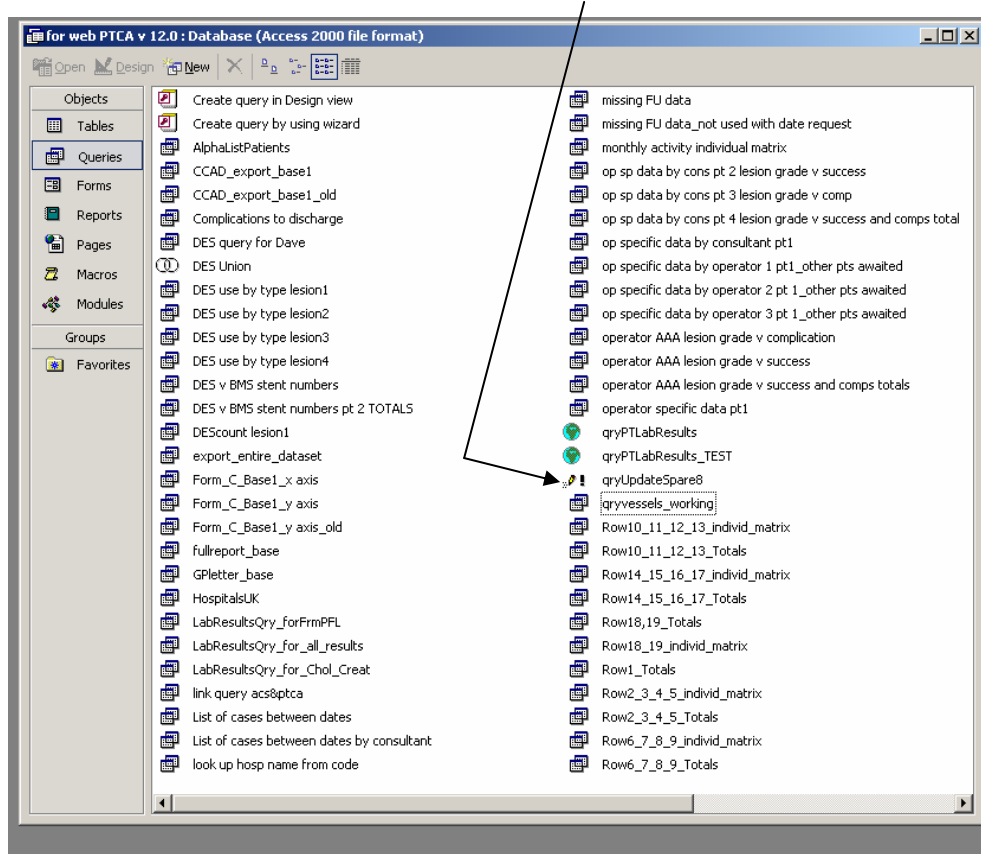 for web PTCA v 12.0 : Database (Access 2000 file format)
Open Design New
Objects
Tables
Queries
Forms
Reports
Pages
Macros
Modules
Groups
Favorites
Create query in Design view
Create query by using wizard
AlphaListPatients
CCAD_export_base1
CCAD_export_base1_old
Complications to discharge
DES query for Dave
DES Union
DES use by type lesion1
DES use by type lesion2
DES use by type lesion3
DES use by type lesion4
DES v BMS stent numbers
DES v BMS stent numbers pt 2 TOTALS
DEScount lesion1
export_entire_dataset
Form_C_Base1_x axis
Form_C_Base1_y axis
Form_C_Base1_y axis_old
fullreport_base
GPletter_base
HospitalsUK
LabResultsQry_forFrmPFL
LabResultsQry_for_all_results
LabResultsQry_for_Chol_Creat
link query acs&ptca
List of cases between dates
List of cases between dates by consultant
look up hosp name from code
missing FU data
missing FU data_not used with date request
monthly activity individual matrix
op sp data by cons pt 2 lesion grade v success
op sp data by cons pt 3 lesion grade v comp
op sp data by cons pt 4 lesion grade v success and comps total
op specific data by consultant pt1
op specific data by operator 1 pt1_other pts awaited
op specific data by operator 2 pt 1_other pts awaited
op specific data by operator 3 pt 1_other pts awaited
operator AAA lesion grade v complication
operator AAA lesion grade v success
operator AAA lesion grade v success and comps totals
operator specific data pt1
qryPTLabResults
qryPTLabResults_TEST
qryUpdateSpare8
qryvessels_working
Row10_11_12_13_individ_matrix
Row10_11_12_13_Totals
Row14_15_16_17_individ_matrix
Row14_15_16_17_Totals
Row18,19_Totals
Row18_19_individ_matrix
Row1_Totals
Row2_3_4_5_individ_matrix
Row2_3_4_5_Totals
Row6_7_8_9_individ_matrix
Row6_7_8_9_Totals